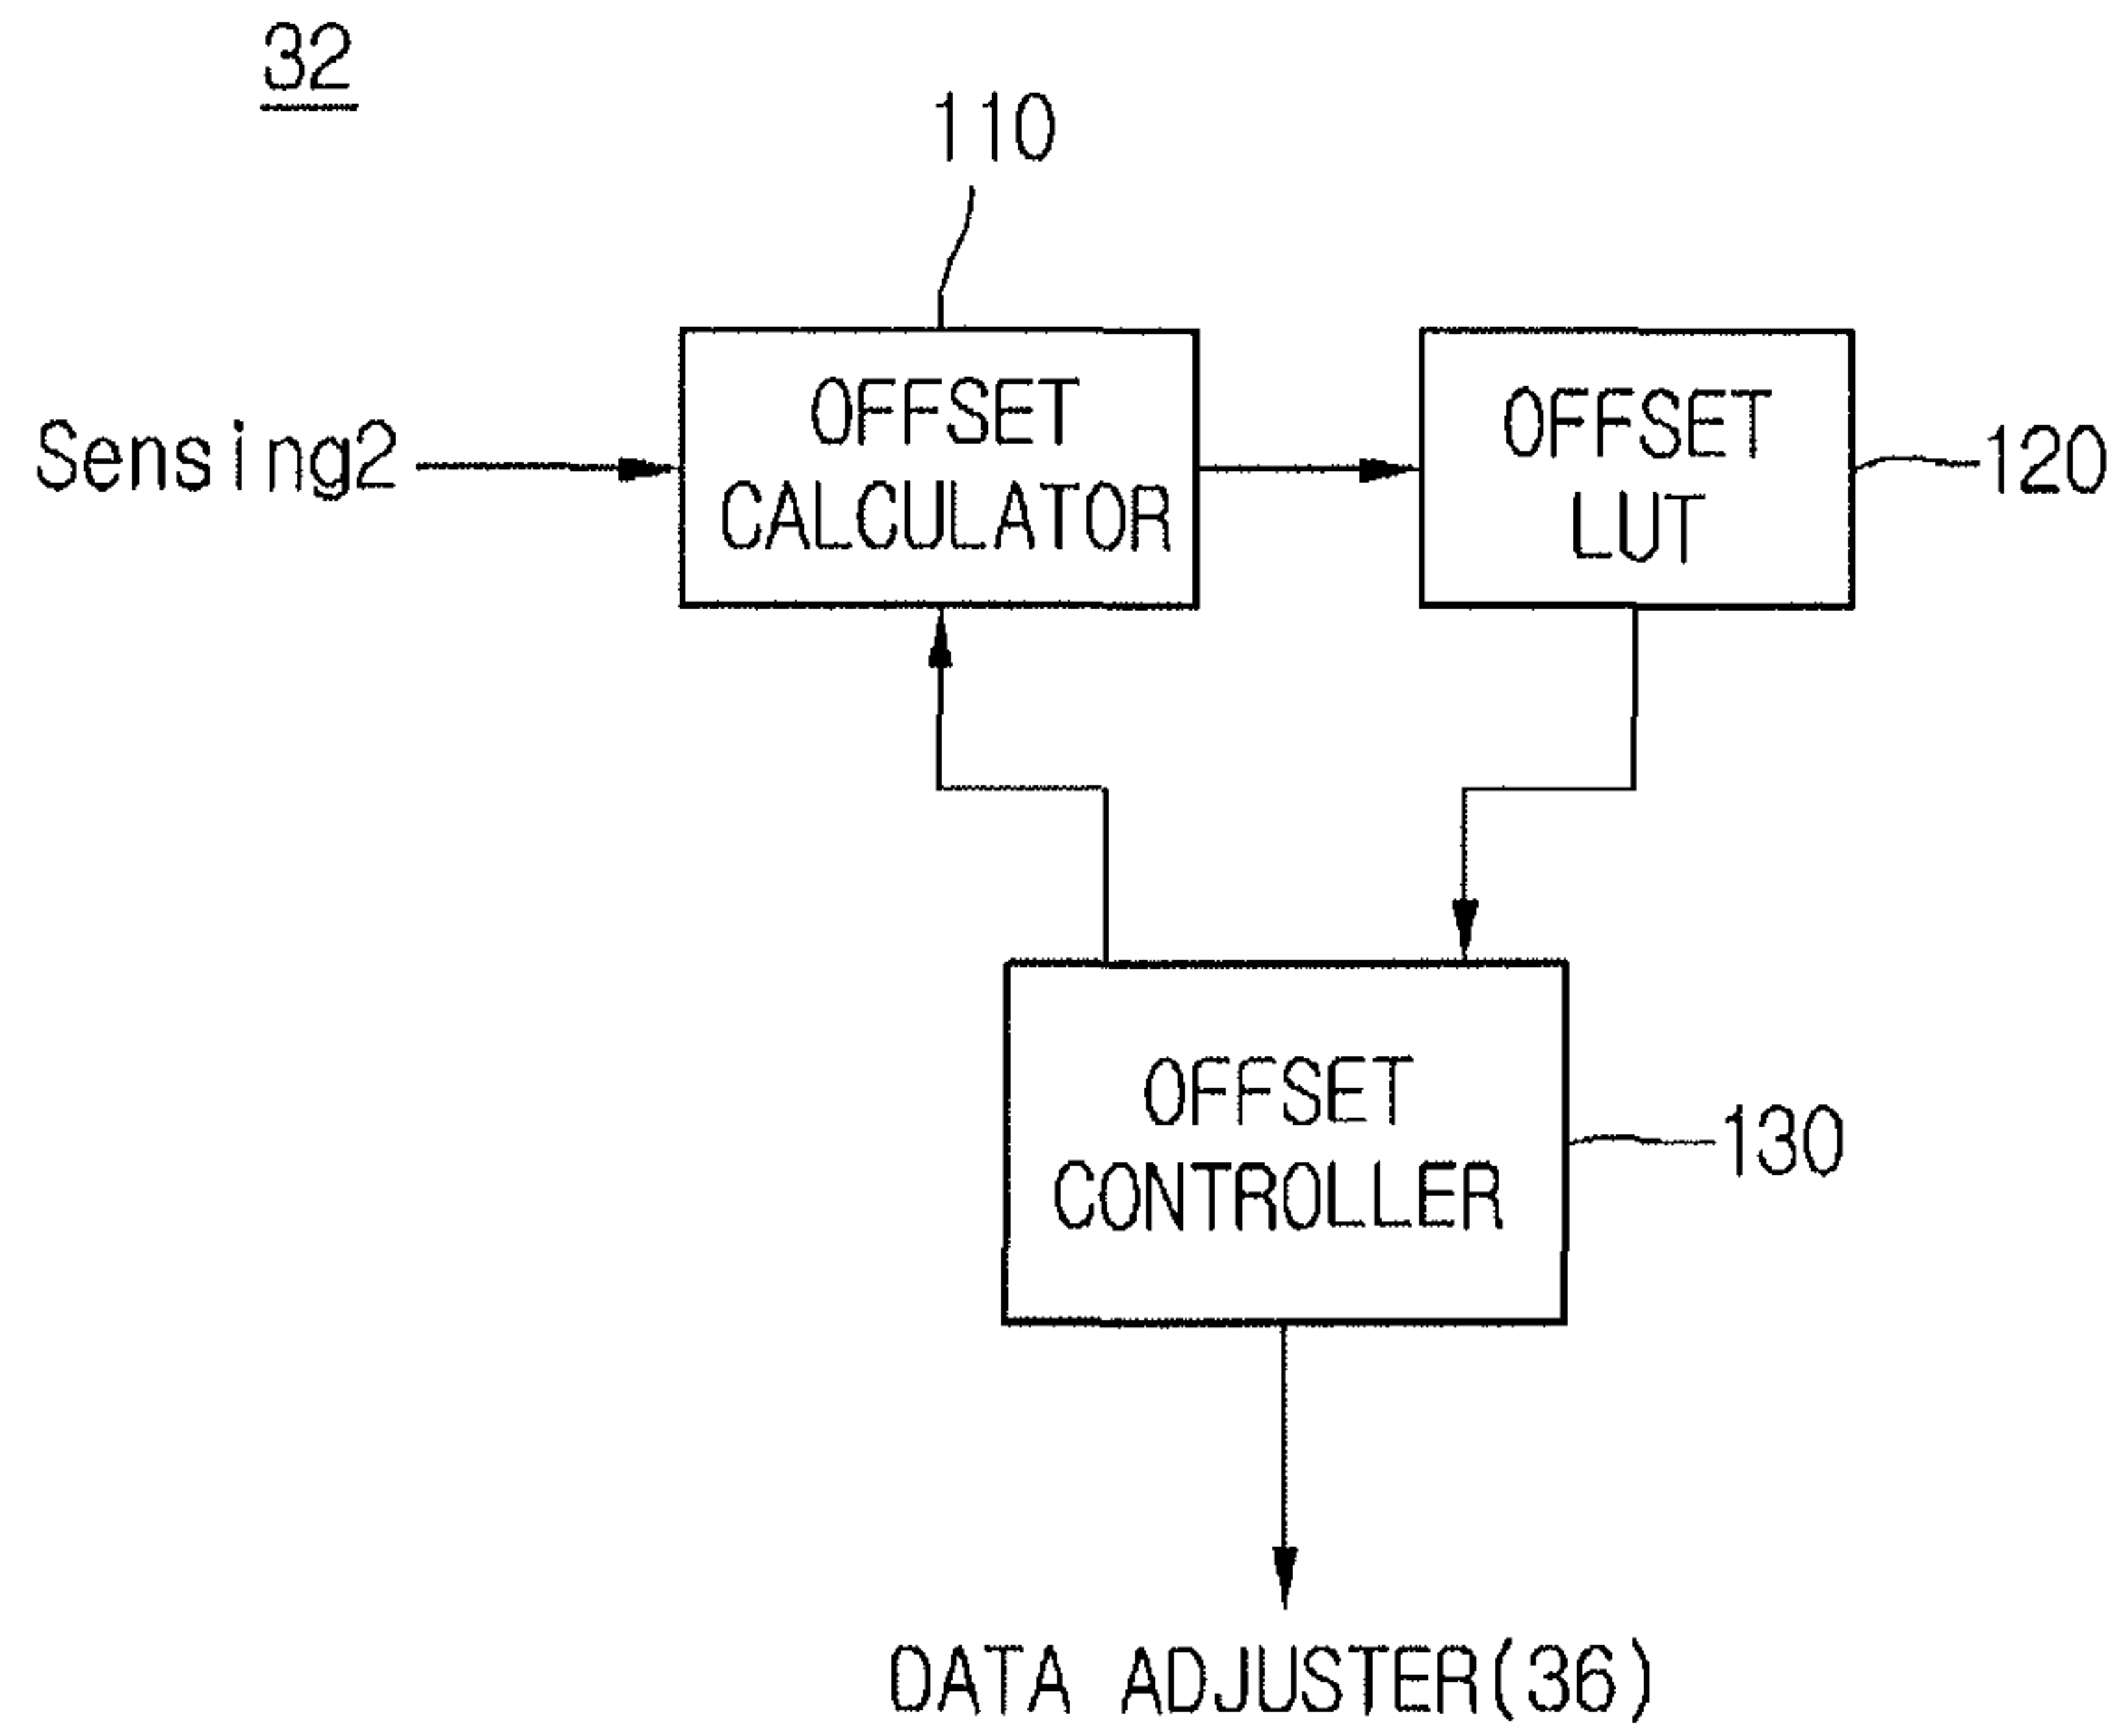 32
110
OFFSET
CALCULATOR
OFFSET
LUT
Sensing2
120
OFFSET
CONTROLLER
130
DATA ADJUSTER(36)